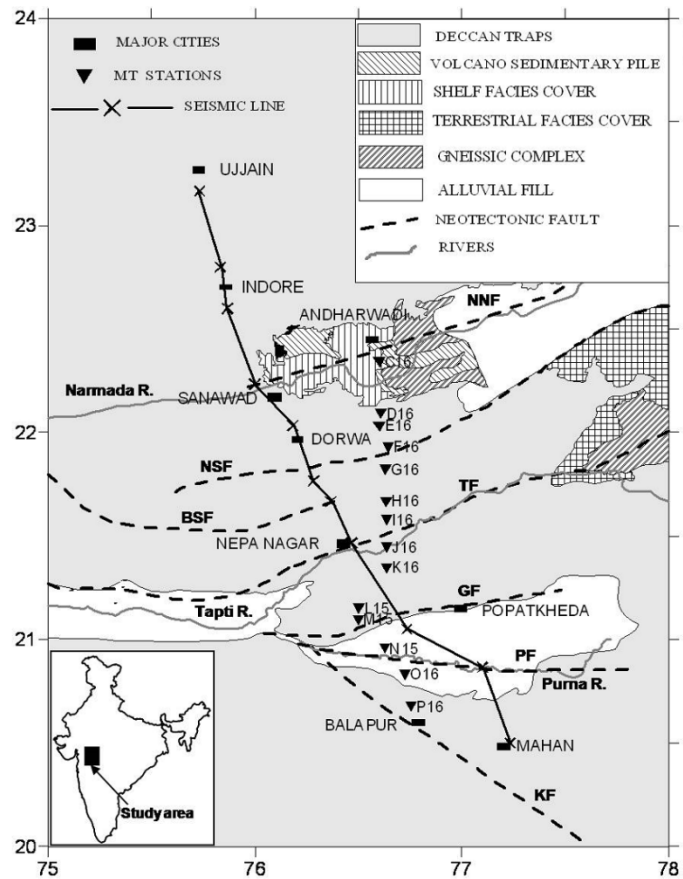 24
MAJOR CITIES
MT STATIONS
SEISMIC LINE
DECCAN TRAPS
VOLCANO SEDIMENTARY PILE
SHELF FACIES COVER
TERRESTRIAL FACIES COVER
GNEISSIC COMPLEX
ALLUVIAL FILL
NEOTECTONIC FAULT
RIVERS
UJJAIN
23
INDORE
NNF
ANDHARWADI
C16
Narmada R.
SANAWAD
D16
E16
DORWA
F16
22
NSF
G16
TF
BSF
H16
I16
NEPA NAGAR
J16
K16
GF
Tapti R.
L15
POPATKHEDA
M15
21
N15
PF
O16
Purna R.
P16
BALAPUR
MAHAN
KF
Study area
20
75
76
77
78